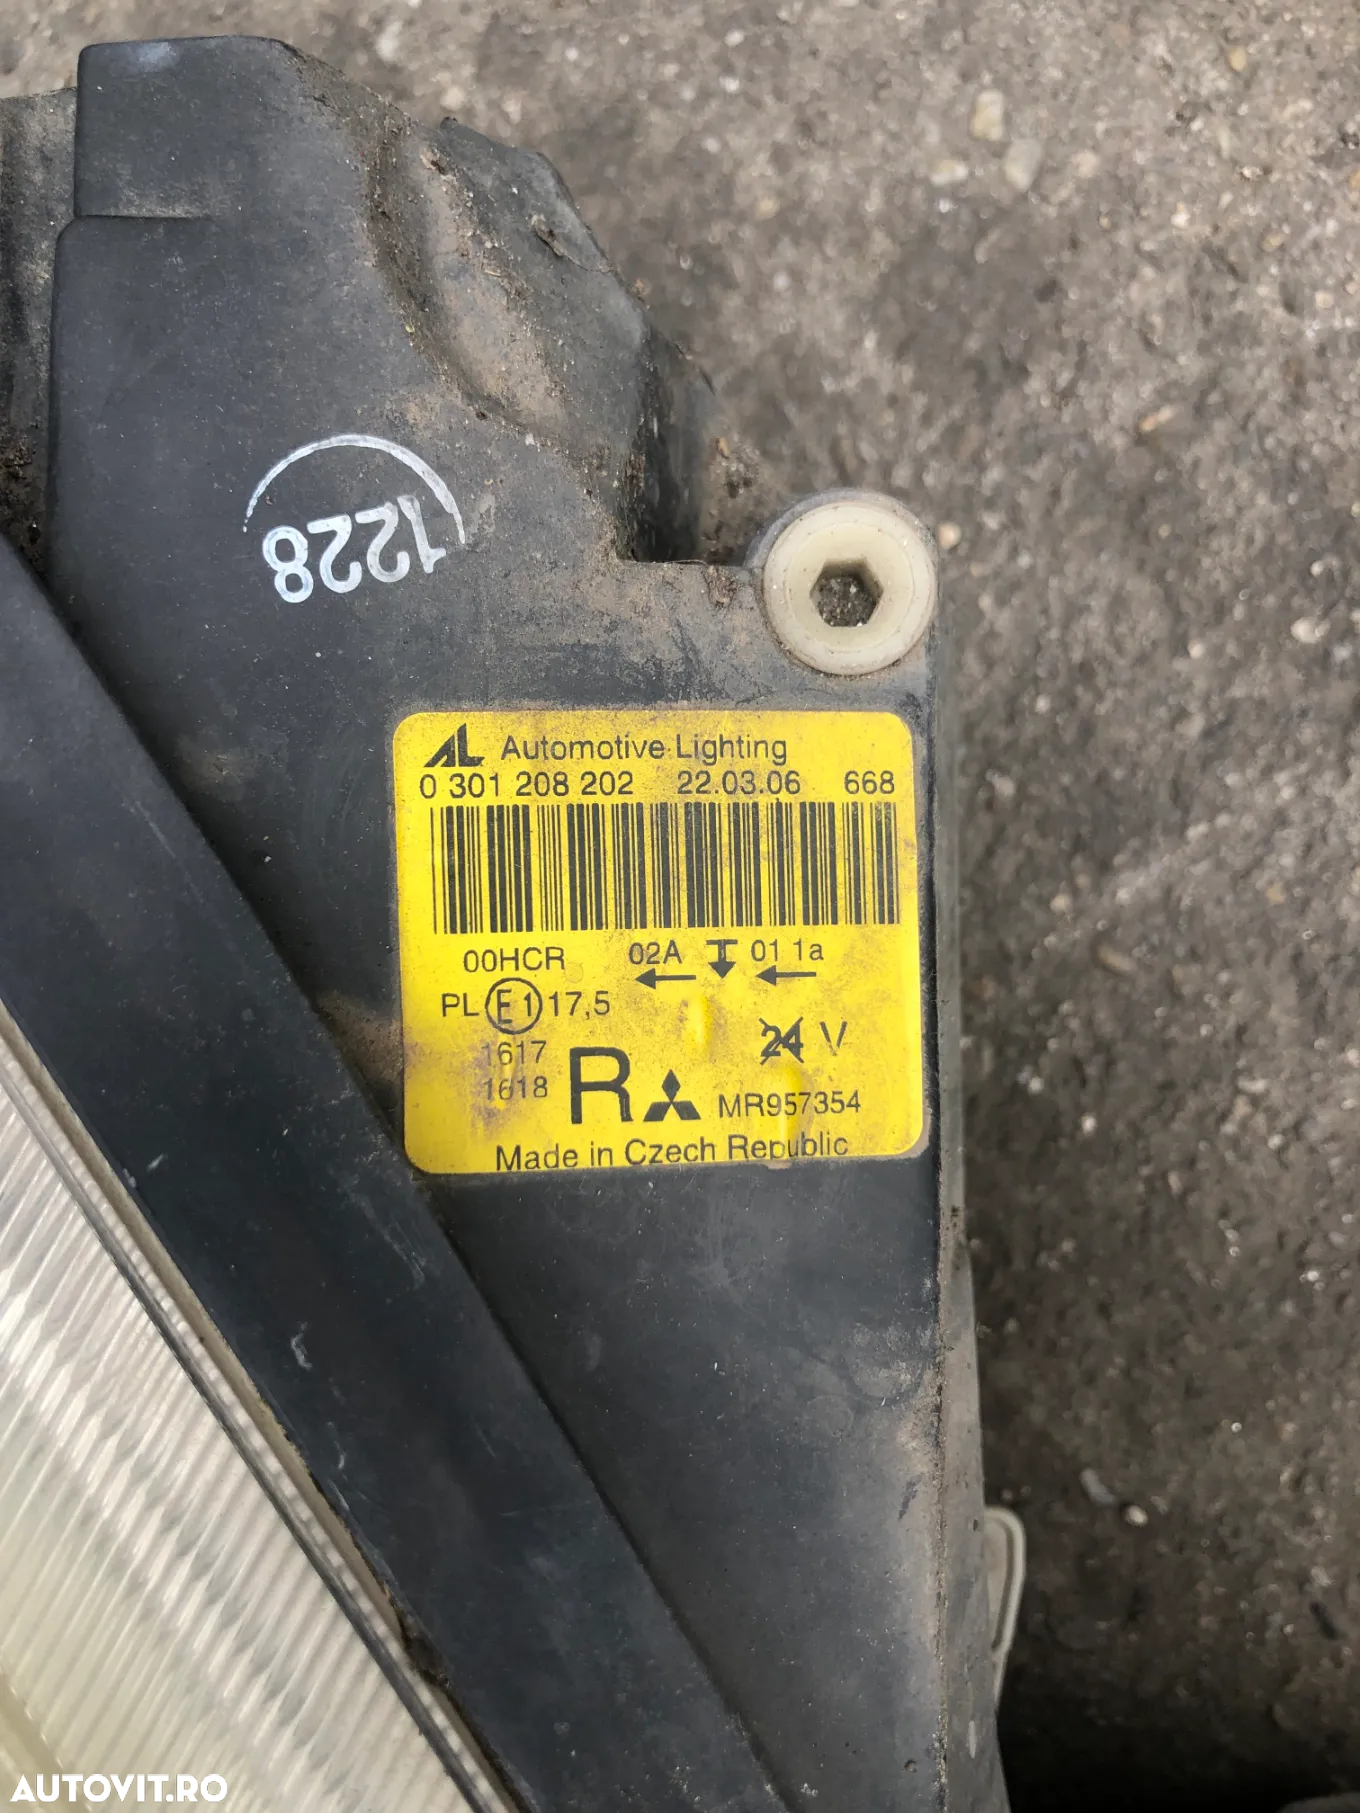 1228
AL Automotive Lighting
0 301 208 202 22.03.06 668
00HCR 02A 01 1a
PL E1 17,5
24 V
1617
1618 R MR957354
Made in Czech Republic
AUTOVIT.RO